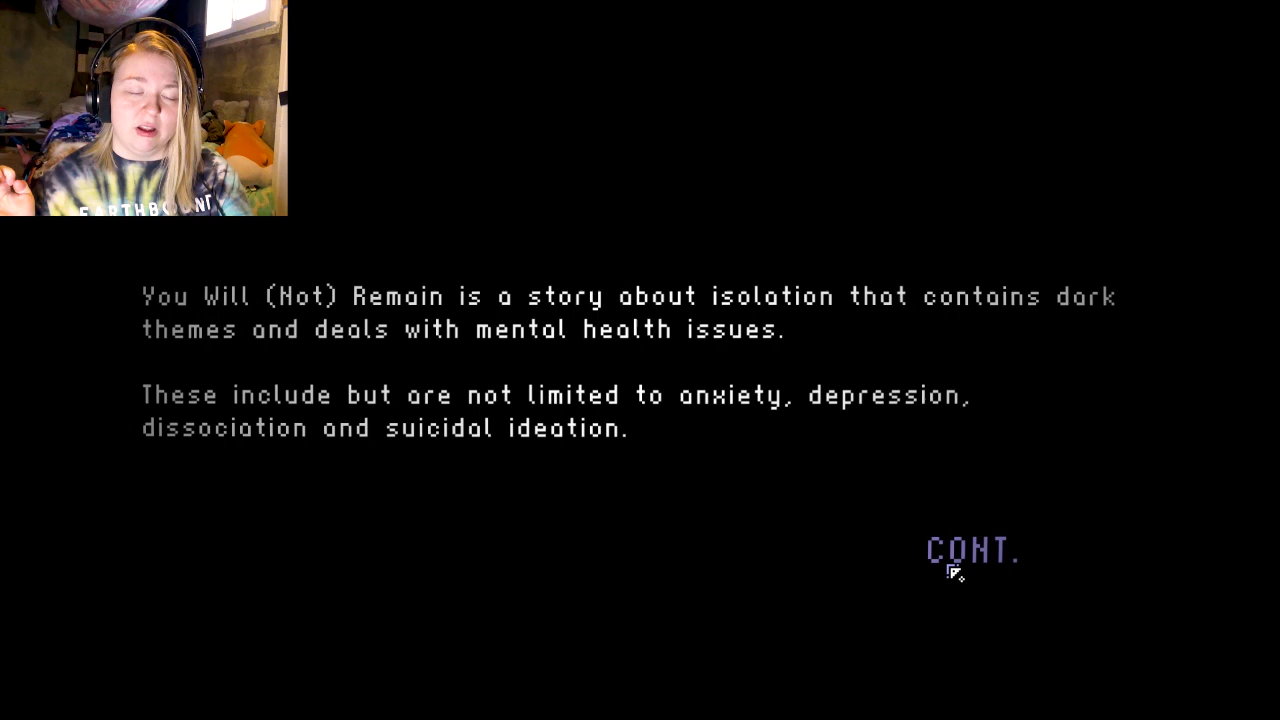 EARTHBOUND
You Will (Not) Remain is a story about isolation that contains dark
themes and deals with mental health issues.
These include but are not limited to anxiety, depression,
dissociation and suicidal ideation.
CONT.